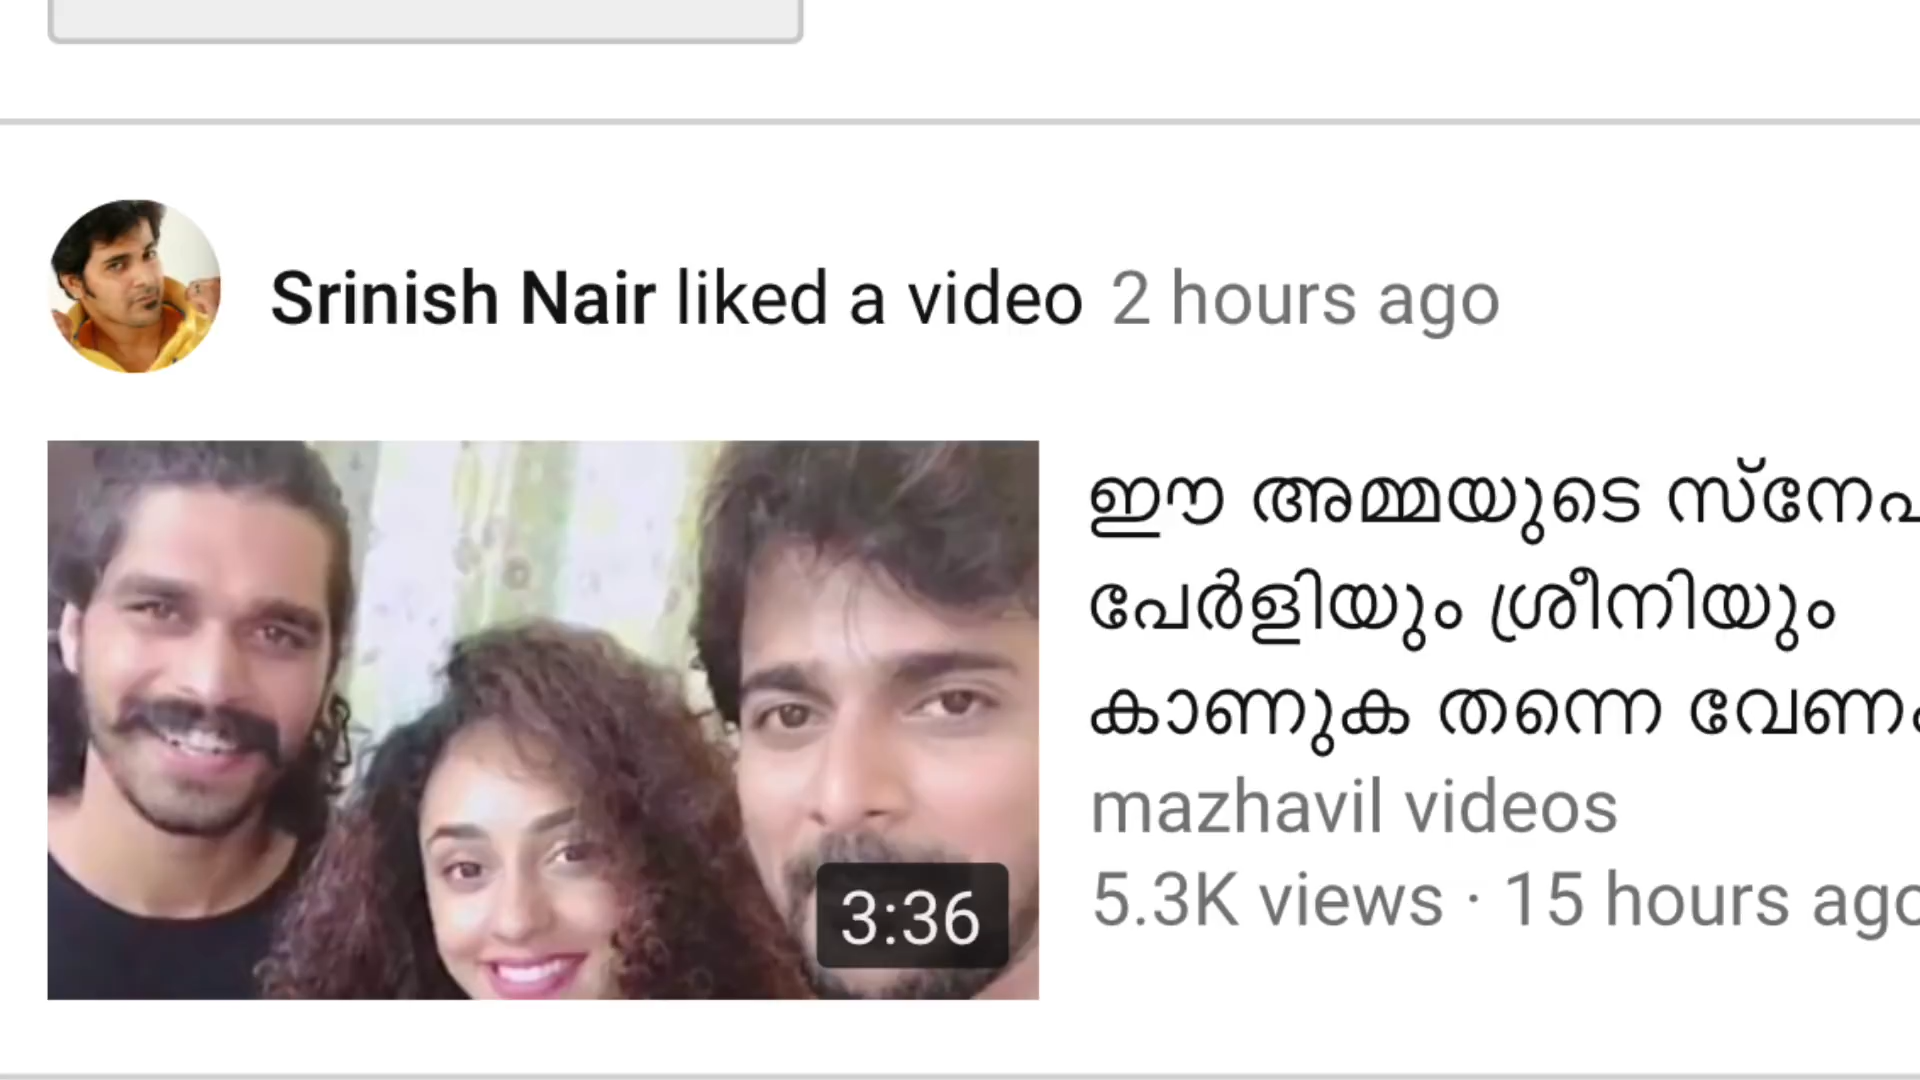 Srinish Nair liked a video 2 hours ago
ഈ അമ്മയുടെ
പേർളിയും ശ്രീനിയും
കാണുക തന്നെ
mazhavil videos
5.3K views · 15 hours ago
3:36